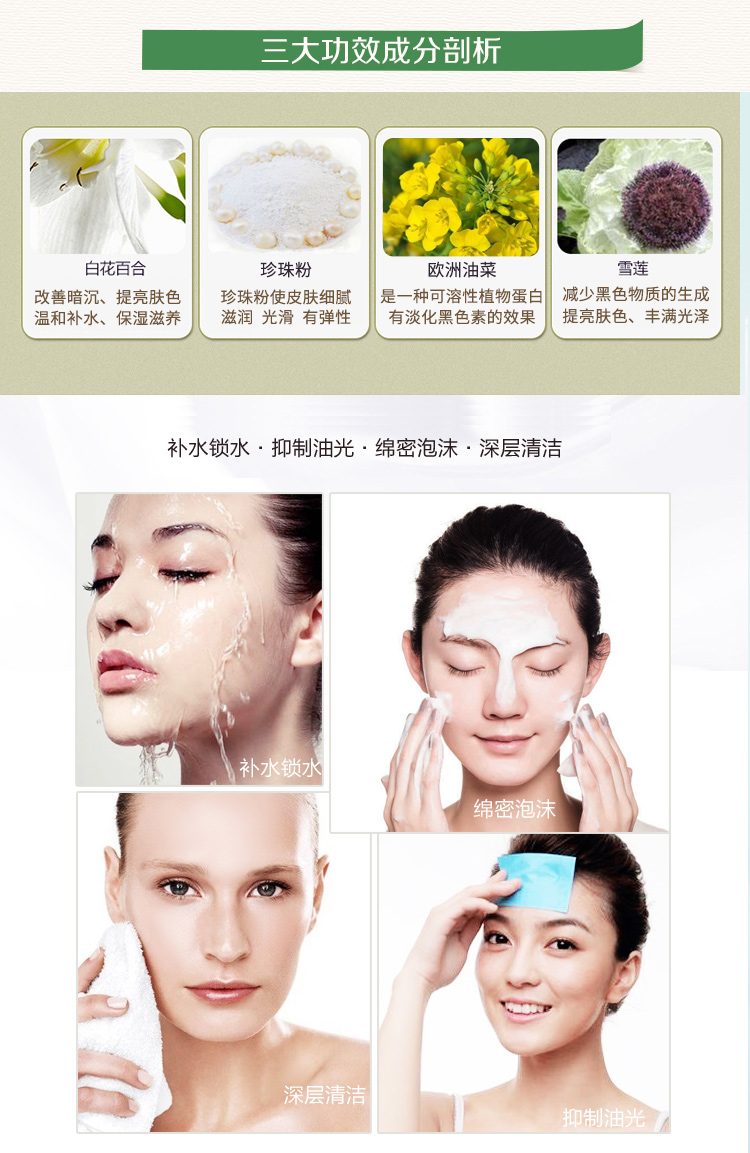 三大功效成分剖析
白花百合
改善暗沉、提亮肤色
温和补水、保湿滋养
珍珠粉
珍珠粉使皮肤细腻
滋润 光滑 有弹性
欧洲油菜
是一种可溶性植物蛋白
有淡化黑色素的效果
雪莲
减少黑色物质的生成
提亮肤色、丰满光泽
补水锁水·抑制油光·绵密泡沫·深层清洁
补水锁水
绵密泡沫
深层清洁
抑制油光